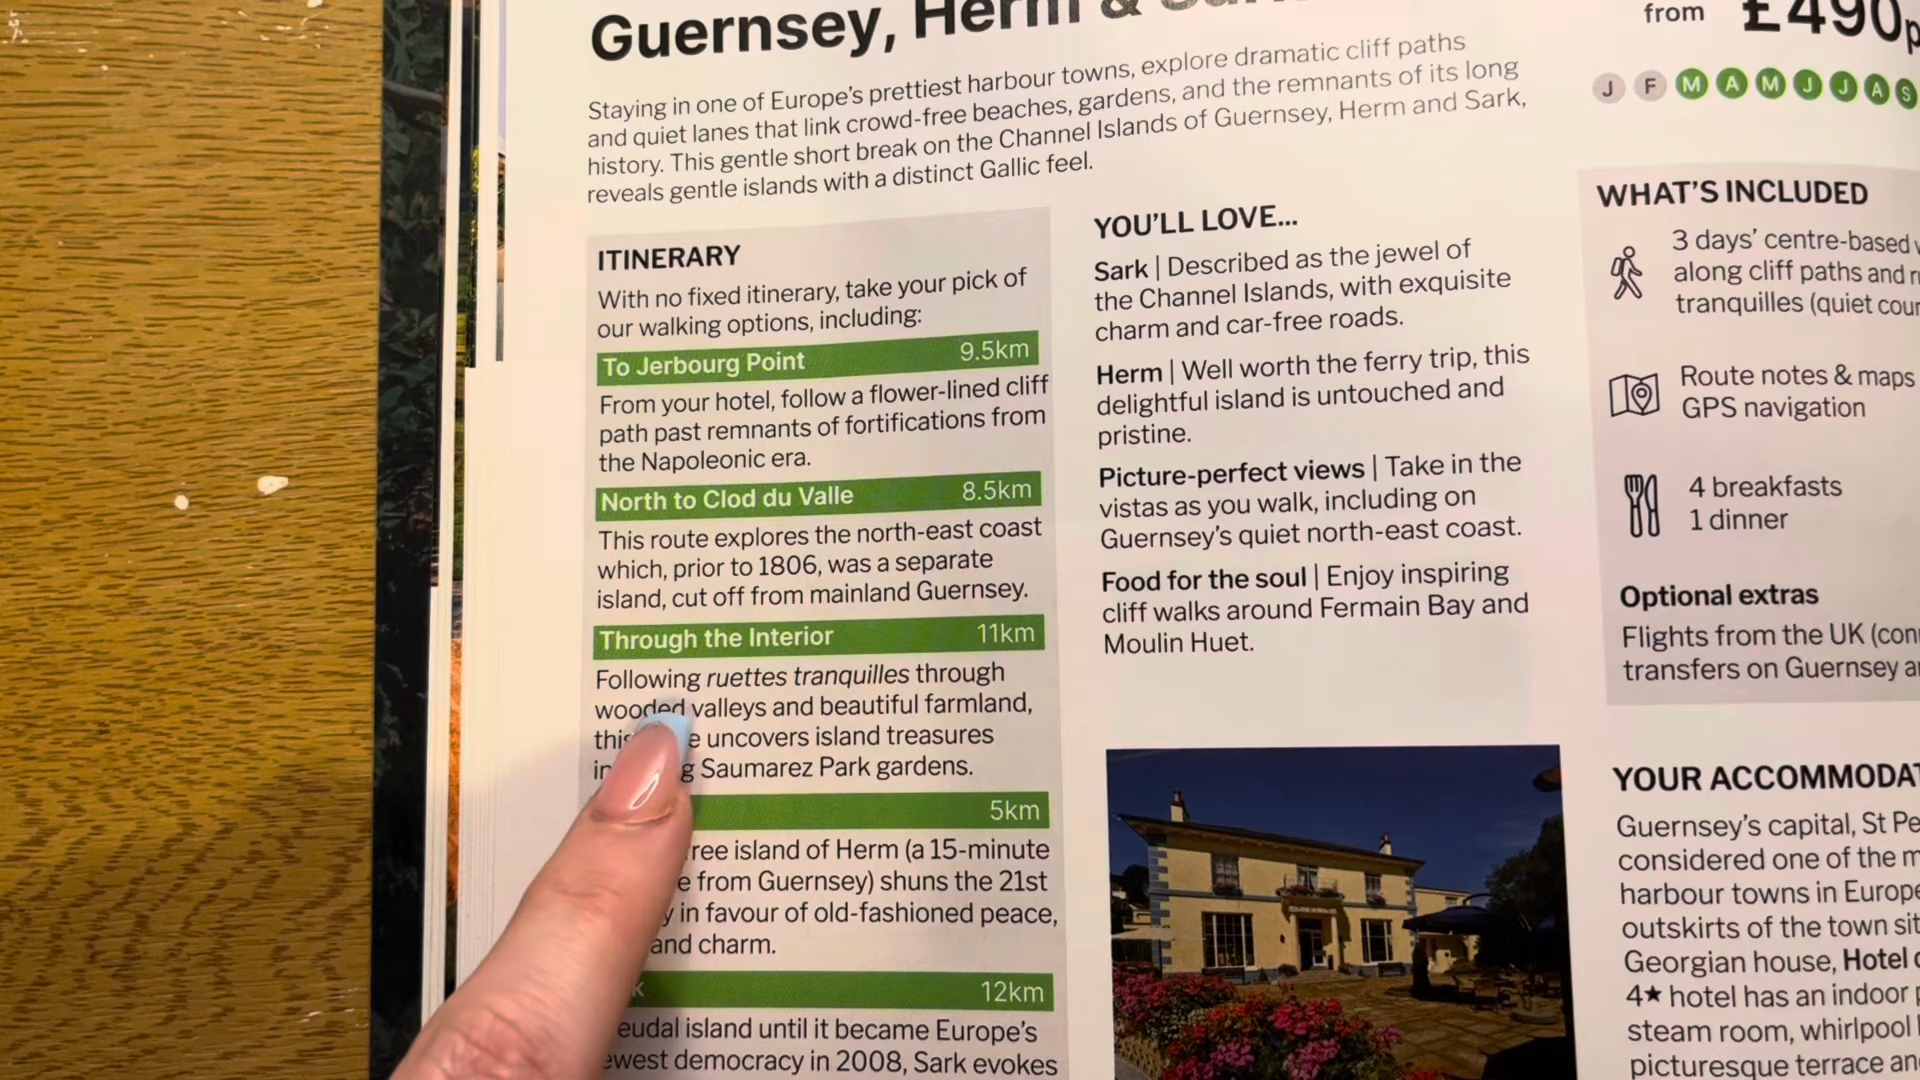 Guernsey, Herm &
from £490p
Staying in one of Europe's prettiest harbour towns, explore dramatic cliff paths
and quiet lanes that link crowd-free beaches, gardens, and the remnants of its long
history. This gentle short break on the Channel Islands of Guernsey, Herm and Sark,
reveals gentle islands with a distinct Gallic feel.
J F M A M J J A S
ITINERARY
With no fixed itinerary, take your pick of
our walking options, including:
To Jerbourg Point 9.5km
From your hotel, follow a flower-lined cliff
path past remnants of fortifications from
the Napoleonic era.
North to Clod du Valle 8.5km
This route explores the north-east coast
which, prior to 1806, was a separate
island, cut off from mainland Guernsey.
Through the Interior 11km
Following ruettes tranquilles through
wooded valleys and beautiful farmland,
uncovers island treasures
Saumarez Park gardens.
5km
island of Herm (a 15-minute
from Guernsey) shuns the 21st
in favour of old-fashioned peace,
and charm.
12km
island until it became Europe's
democracy in 2008, Sark evokes
YOU'LL LOVE...
Sark | Described as the jewel of
the Channel Islands, with exquisite
charm and car-free roads.
Herm | Well worth the ferry trip, this
delightful island is untouched and
pristine.
Picture-perfect views | Take in the
vistas as you walk, including on
Guernsey's quiet north-east coast.
Food for the soul | Enjoy inspiring
cliff walks around Fermain Bay and
Moulin Huet.
WHAT'S INCLUDED
3 days' centre-based
along cliff paths and
tranquilles (quiet
Route notes & maps
GPS navigation
4 breakfasts
1 dinner
Optional extras
Flights from the UK
transfers on Guernsey
YOUR
Guernsey's capital, St
considered one of the
harbour towns in Europe
outskirts of the town
Georgian house, Hotel
4★ hotel has an indoor
steam room, whirlpool
picturesque terrace